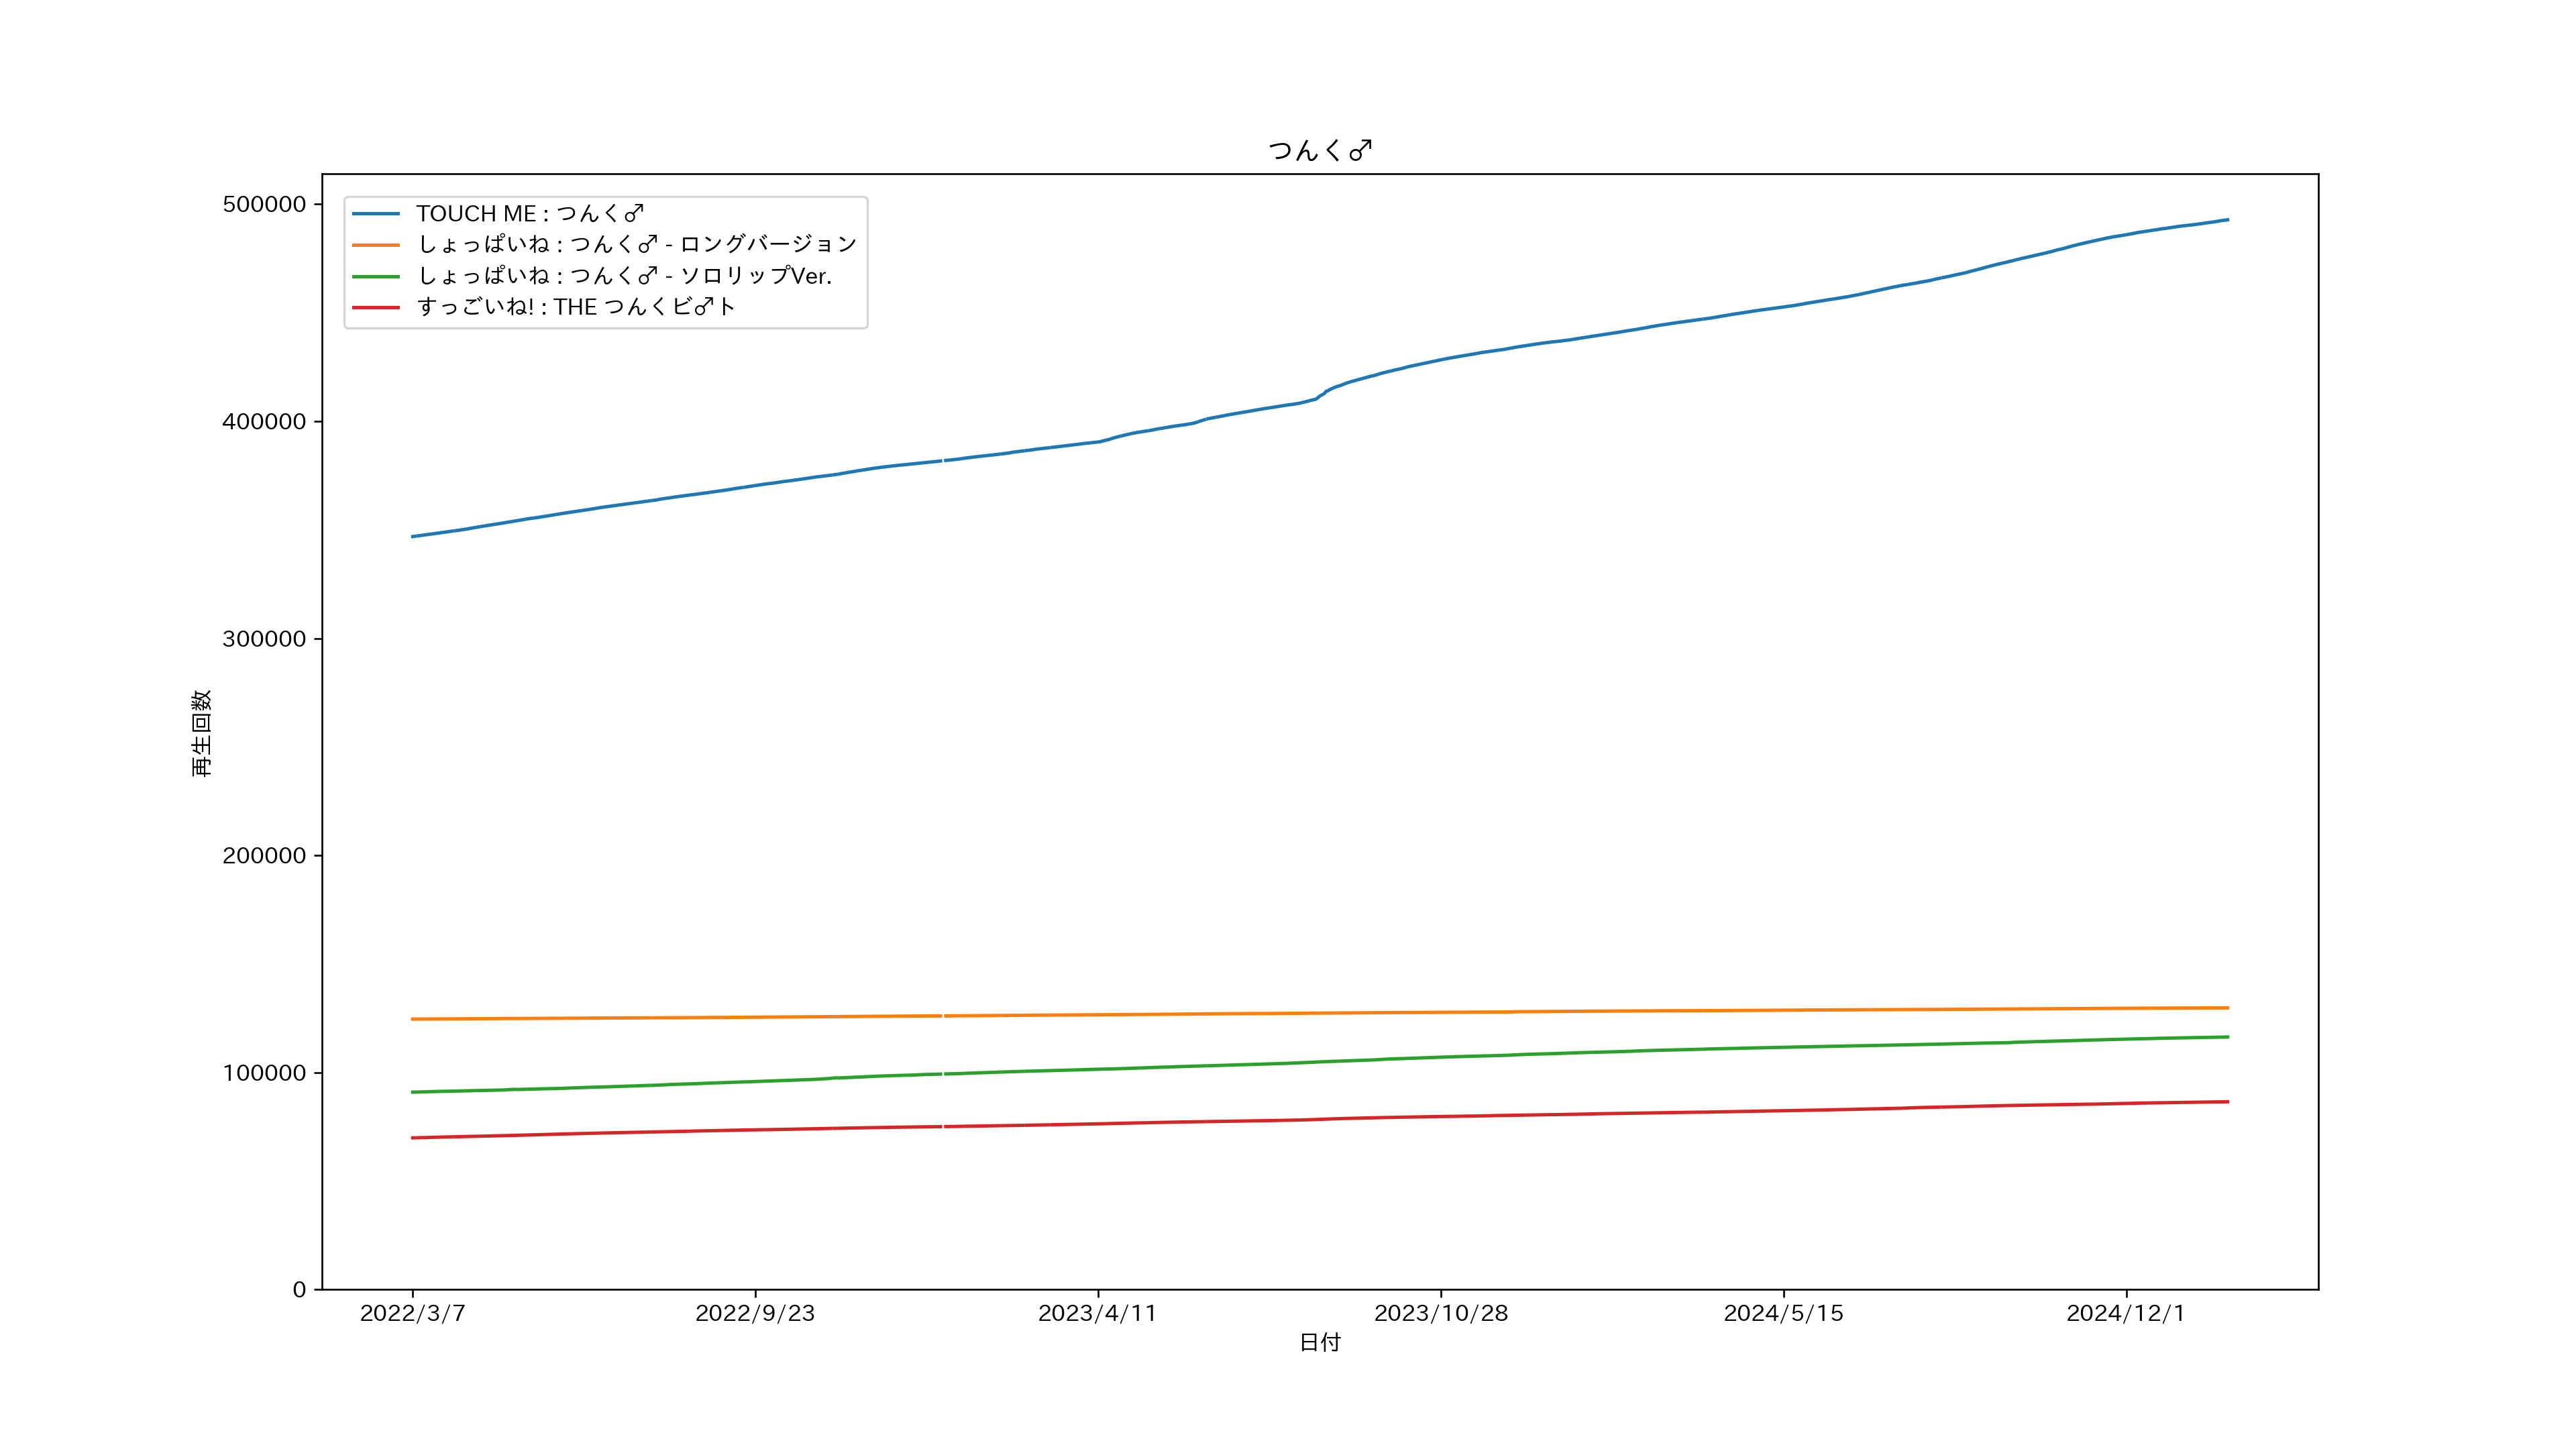 つんく♂
TOUCH ME : つんく♂
しょっぱいね : つんく♂ - ロングバージョン
しょっぱいね : つんく♂ - ソロリップVer.
すっごいね! : THE つんくビ♂ト
500000
400000
300000
200000
100000
0
再生回数
2022/3/7
2022/9/23
2023/4/11
2023/10/28
2024/5/15
2024/12/1
日付